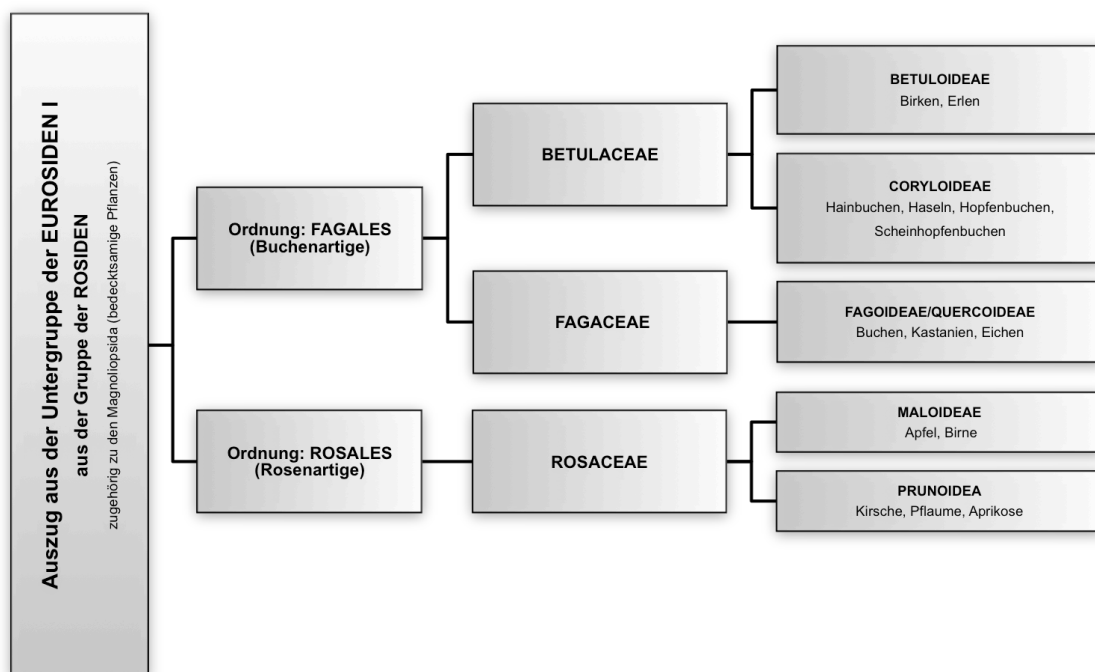 Auszug aus der Untergruppe der EUROSIDEN I
aus der Gruppe der ROSIDEN
zugehörig zu den Magnoliopsida (bedecktsamige Pflanzen)
Ordnung: FAGALES
(Buchenartige)
BETULACEAE
BETULOIDEAE
Birken, Erlen
CORYLOIDEAE
Hainbuchen, Haseln, Hopfenbuchen,
Scheinhopfenbuchen
FAGACEAE
FAGOIDEAE/QUERCOIDEAE
Buchen, Kastanien, Eichen
Ordnung: ROSALES
(Rosenartige)
ROSACEAE
MALOIDEAE
Apfel, Birne
PRUNOIDEA
Kirsche, Pflaume, Aprikose